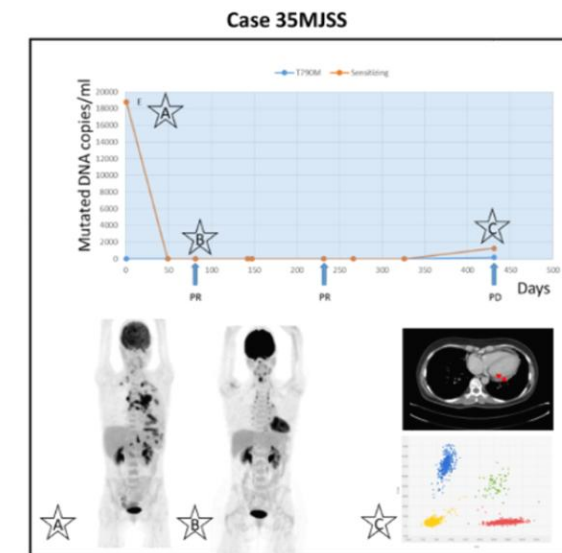 Case 35MJSS
T790M Sensitizing
Mutated DNA copies/ml
20000
18000
16000
14000
12000
10000
8000
6000
4000
2000
0
E
A
B
C
0 50 100 150 200 250 300 350 400 450 500
Days
PR PR PD
A B C